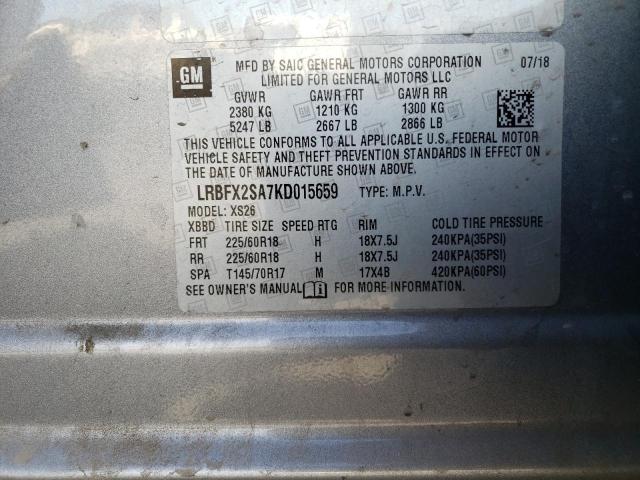 GM
MFD BY SAIC GENERAL MOTORS CORPORATION 07/18
LIMITED FOR GENERAL MOTORS LLC
GVWR GAWR FRT GAWR RR
2380 KG 1210 KG 1300 KG
5247 LB 2667 LB 2866 LB
THIS VEHICLE CONFORMS TO ALL APPLICABLE U.S. FEDERAL MOTOR
VEHICLE SAFETY AND THEFT PREVENTION STANDARDS IN EFFECT ON
THE DATE OF MANUFACTURE SHOWN ABOVE.
LRBFX2SA7KD015659 TYPE: M.P.V.
MODEL: XS26
XBBD TIRE SIZE SPEED RTG RIM COLD TIRE PRESSURE
FRT 225/60R18 H 18X7.5J 240KPA(35PSI)
RR 225/60R18 H 18X7.5J 240KPA(35PSI)
SPA T145/70R17 M 17X4B 420KPA(60PSI)
SEE OWNER'S MANUAL FOR MORE INFORMATION.